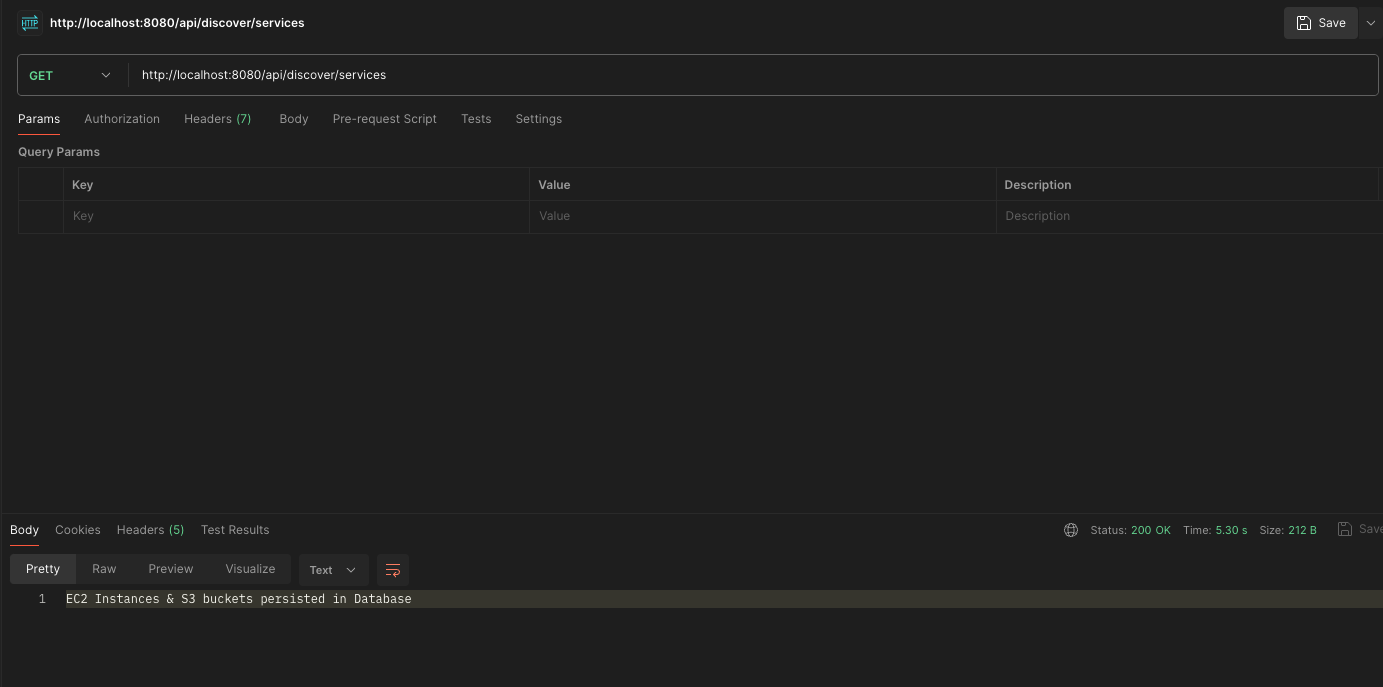 HTTP http://localhost:8080/api/discover/services Save
GET http://localhost:8080/api/discover/services
Params Authorization Headers (7) Body Pre-request Script Tests Settings
Query Params
Key Value Description
Key Value Description
Body Cookies Headers (5) Test Results Status: 200 OK Time: 5.30 s Size: 212 B Save
Pretty Raw Preview Visualize Text
1 EC2 Instances & S3 buckets persisted in Database